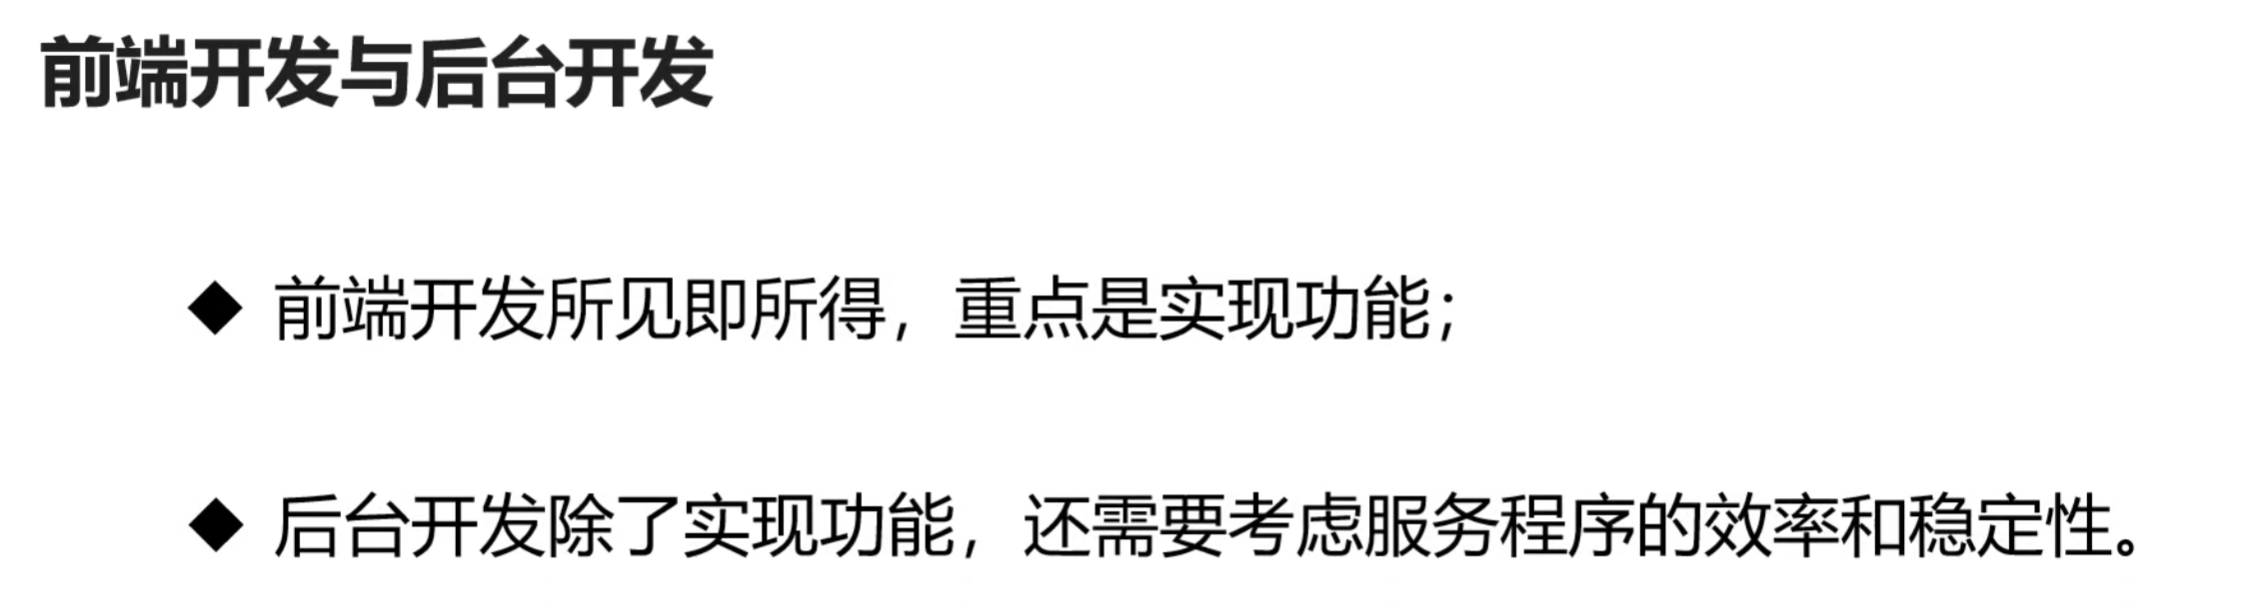 前端开发与后台开发
◆ 前端开发所见即所得，重点是实现功能；
◆ 后台开发除了实现功能，还需要考虑服务程序的效率和稳定性。